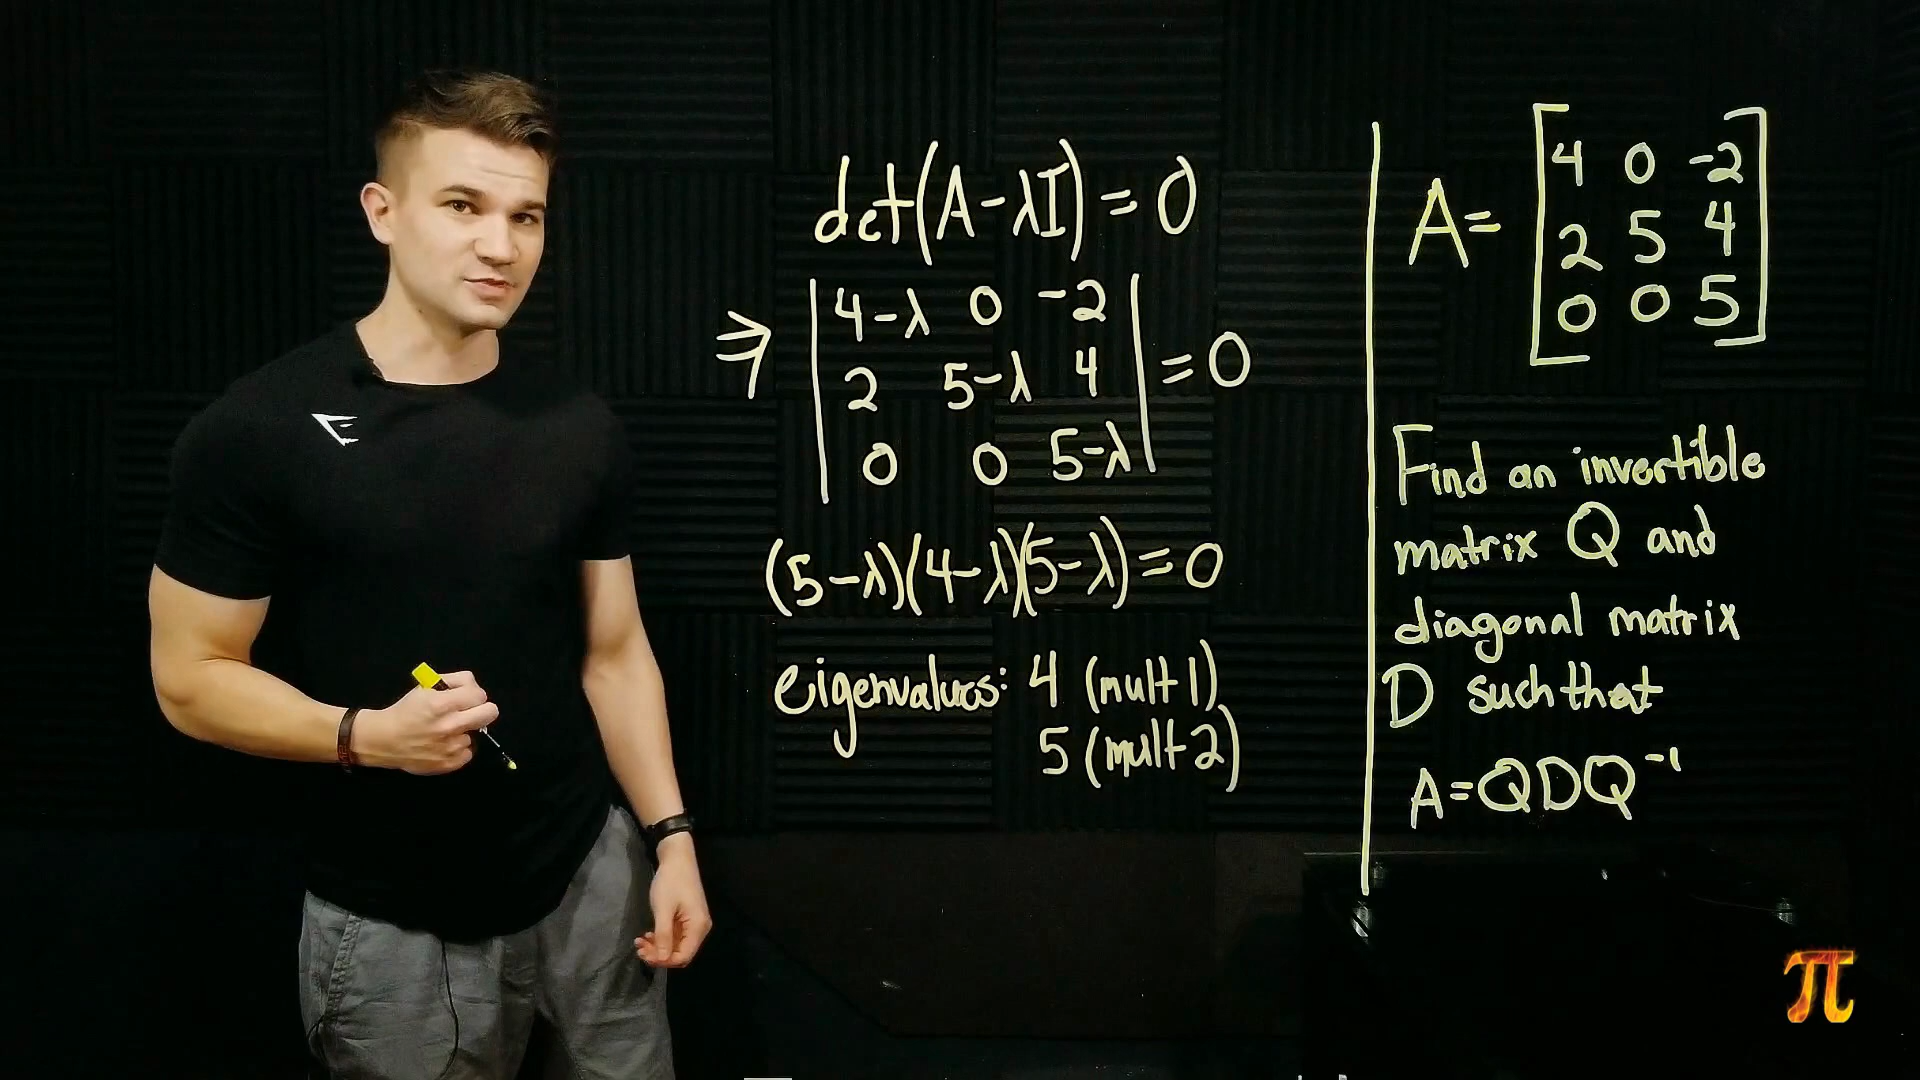 det(A-λI)=0
⇒ |4-λ 0 -2|
|2 5-λ 4| =0
|0 0 5-λ|
(5-λ)(4-λ)(5-λ)=0
eigenvalues: 4 (mult 1)
5 (mult 2)
A= [4 0 -2]
[2 5 4]
[0 0 5]
Find an invertible
matrix Q and
diagonal matrix
D such that
A=QDQ⁻¹
π